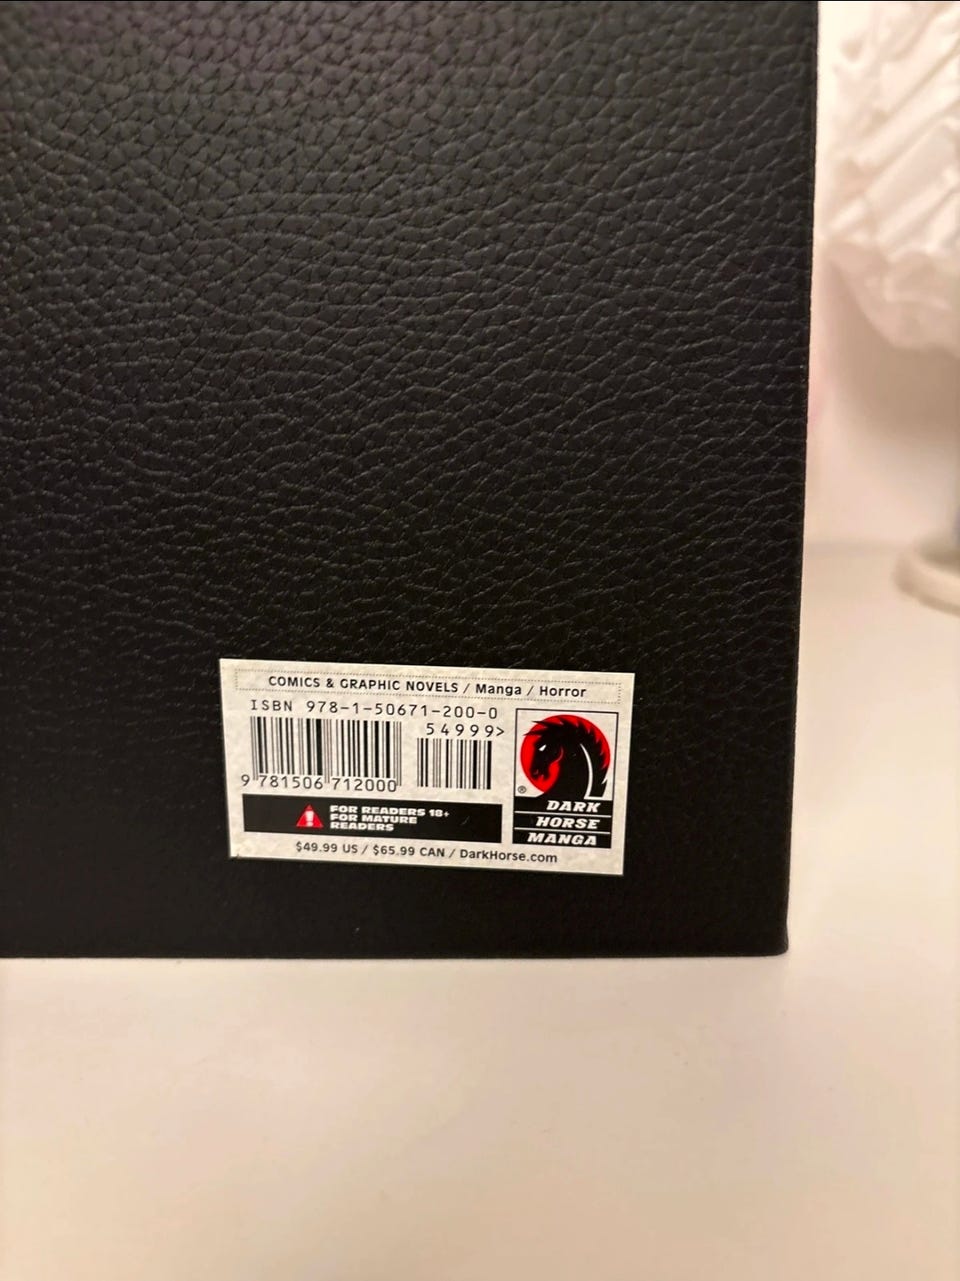 COMICS & GRAPHIC NOVELS / Manga / Horror
ISBN 978-1-50671-200-0
54999>
9 781506 712000
FOR READERS 18+
FOR MATURE
READERS
®
DARK
HORSE
MANGA
$49.99 US / $65.99 CAN / DarkHorse.com